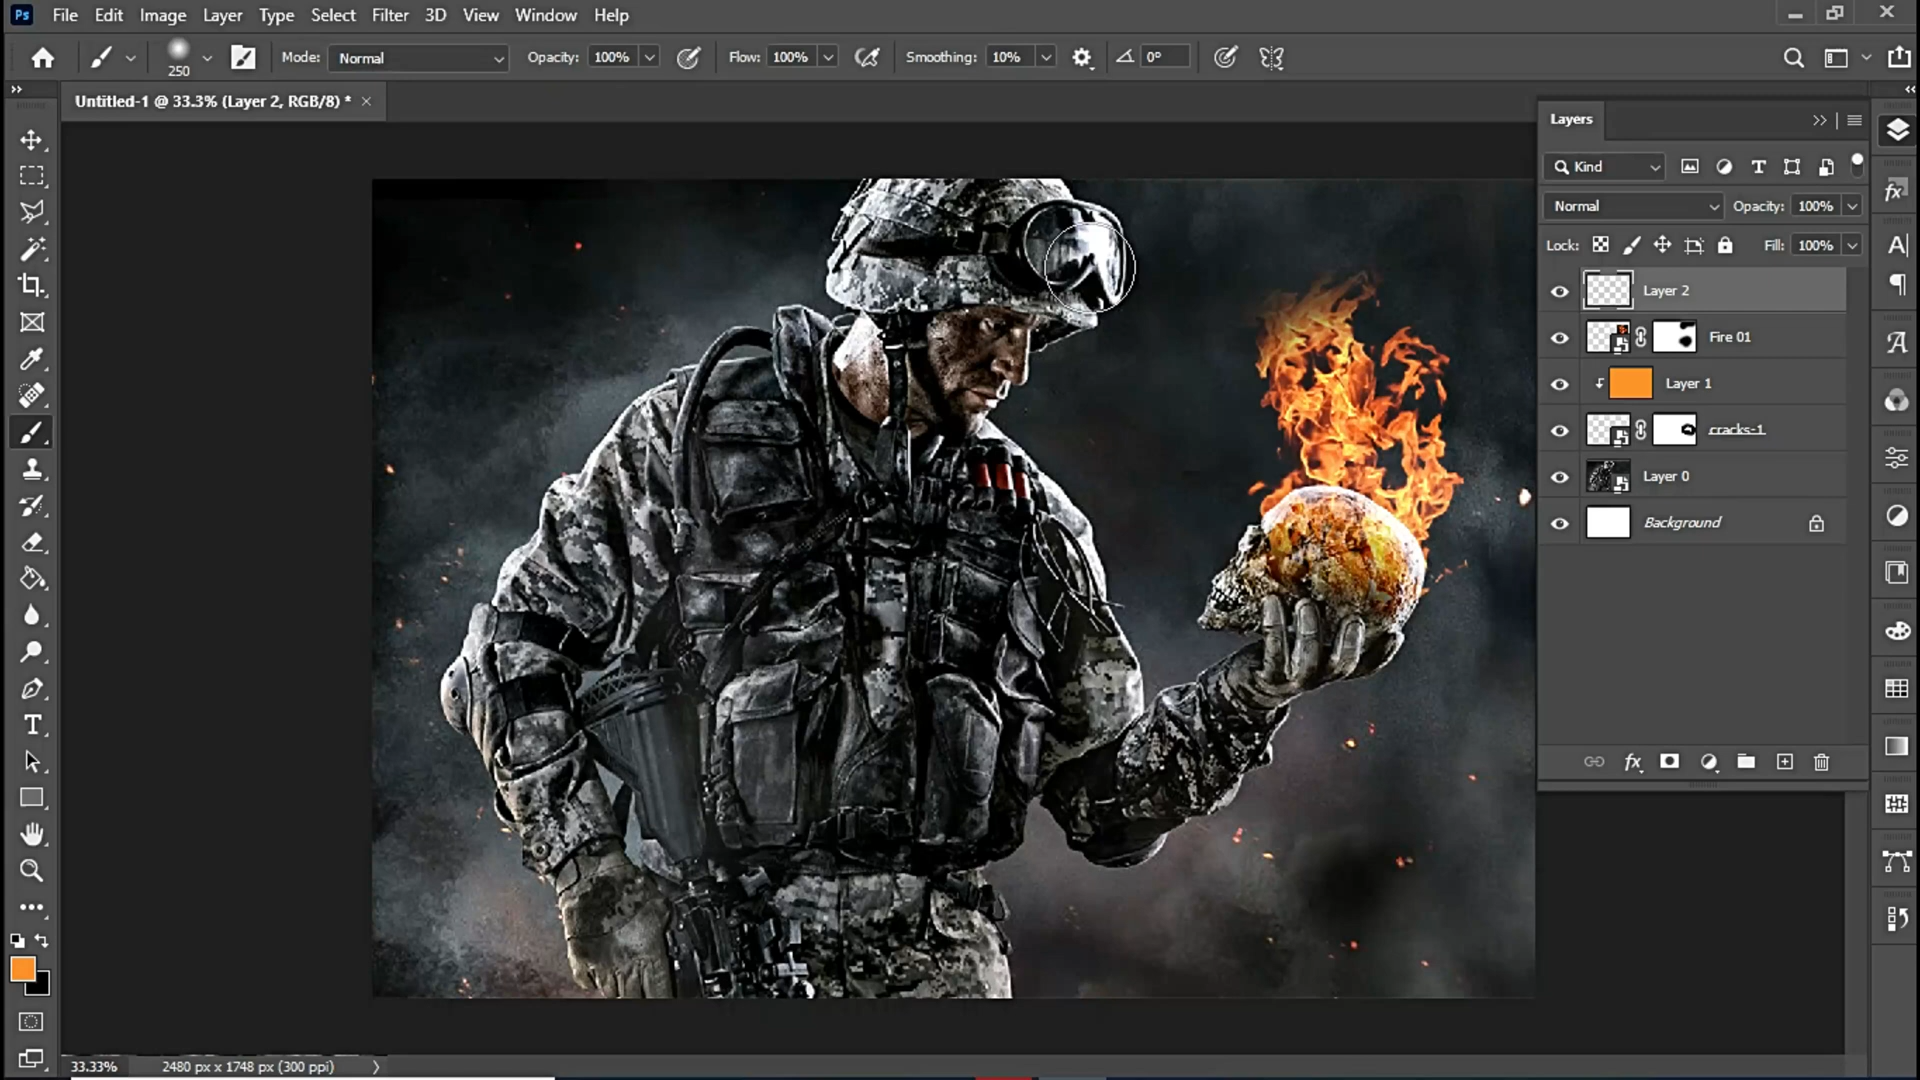 Ps File Edit Image Layer Type Select Filter 3D View Window Help
250 Mode: Normal Opacity: 100% Flow: 100% Smoothing: 10% 0°
Untitled-1 @ 33.3% (Layer 2, RGB/8) *
Layers
Kind
Normal Opacity: 100%
Lock: Fill: 100%
Layer 2
Fire 01
Layer 1
cracks-1
Layer 0
Background
33.33% 2480 px x 1748 px (300 ppi)